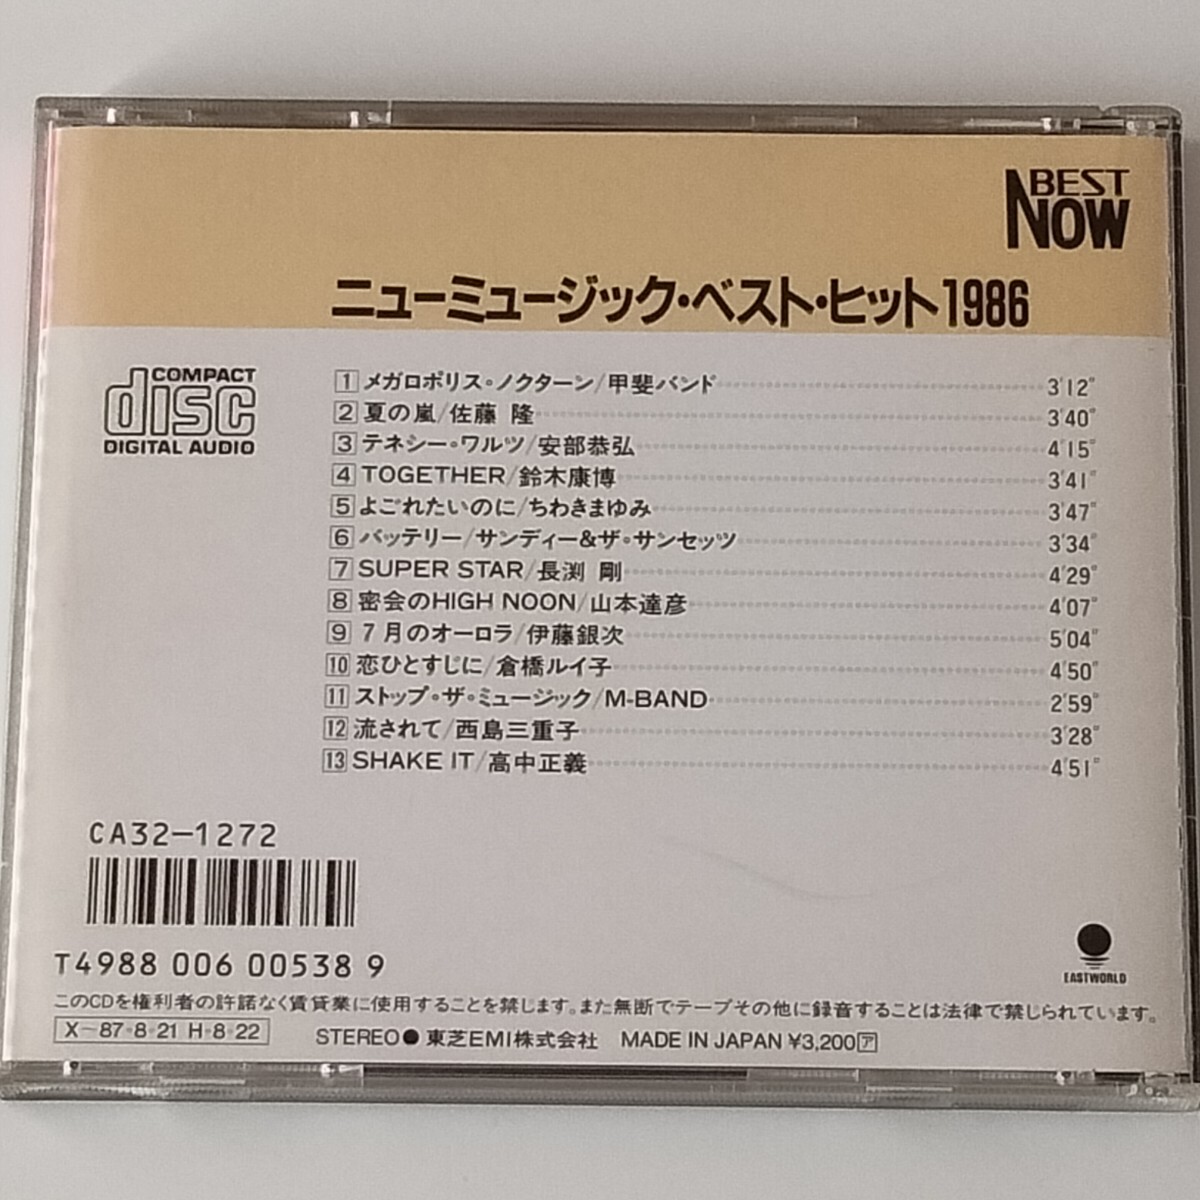 BEST
NOW
ニューミュージック・ベスト・ヒット1986
COMPACT
disc
DIGITAL AUDIO
1 メガロポリス・ノクターン/甲斐バンド 3'12"
2 夏の嵐/佐藤 隆 3'40"
3 テネシー・ワルツ/安部恭弘 4'15"
4 TOGETHER/鈴木康博 3'41"
5 よごれたいのに/ちわきまゆみ 3'47"
6 バッテリー/サンディー&ザ・サンセッツ 3'34"
7 SUPER STAR/長渕 剛 4'29"
8 密会のHIGH NOON/山本達彦 4'07"
9 7月のオーロラ/伊藤銀次 5'04"
10 恋ひとすじに/倉橋ルイ子 4'50"
11 ストップ・ザ・ミュージック/M-BAND 2'59"
12 流されて/西島三重子 3'28"
13 SHAKE IT/高中正義 4'51"
CA32-1272
T4988 006 00538 9
EASTWORLD
このCDを権利者の許諾なく賃貸業に使用することを禁じます。また無断でテープその他に録音することは法律で禁じられています。
X-87・8・21 H・8・22
STEREO● 東芝EMI株式会社 MADE IN JAPAN ¥3,200ア